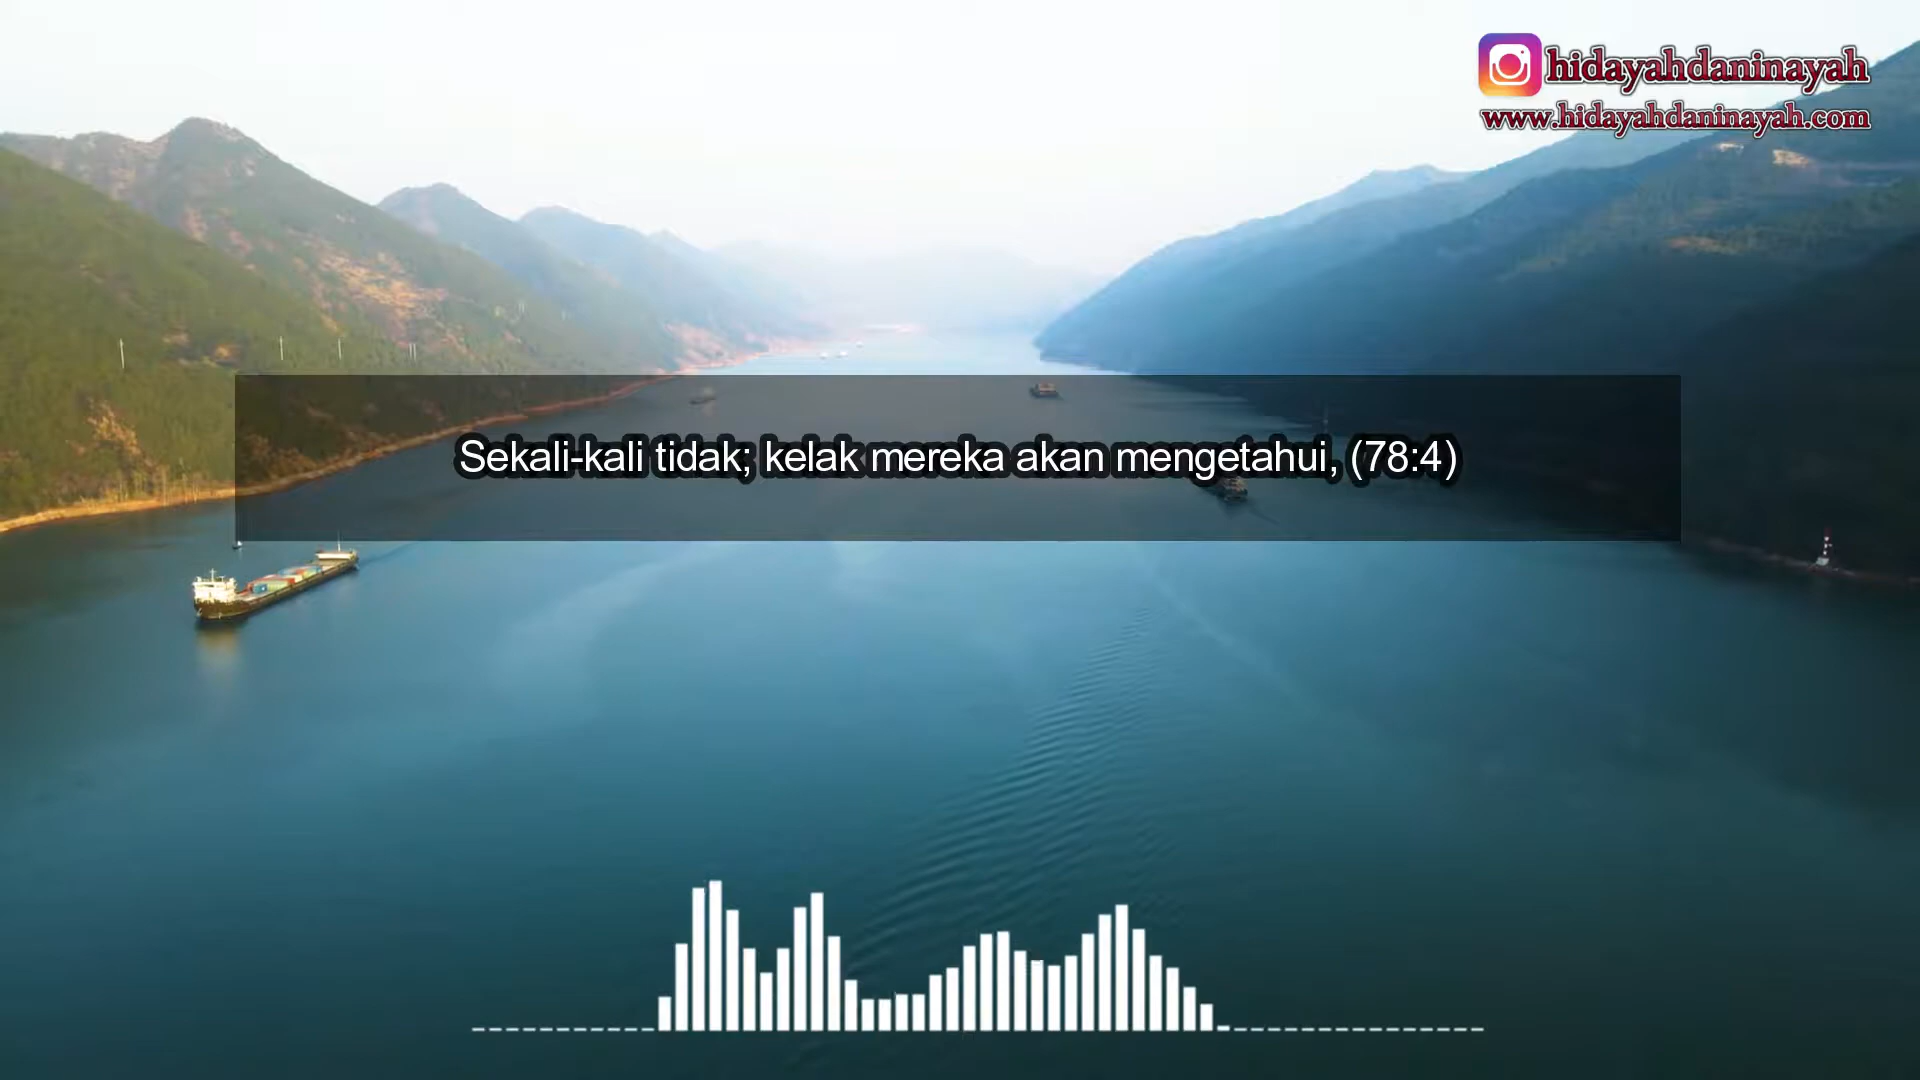 hidayahdaninayah
www.hidayahdaninayah.com
Sekali-kali tidak; kelak mereka akan mengetahui, (78:4)